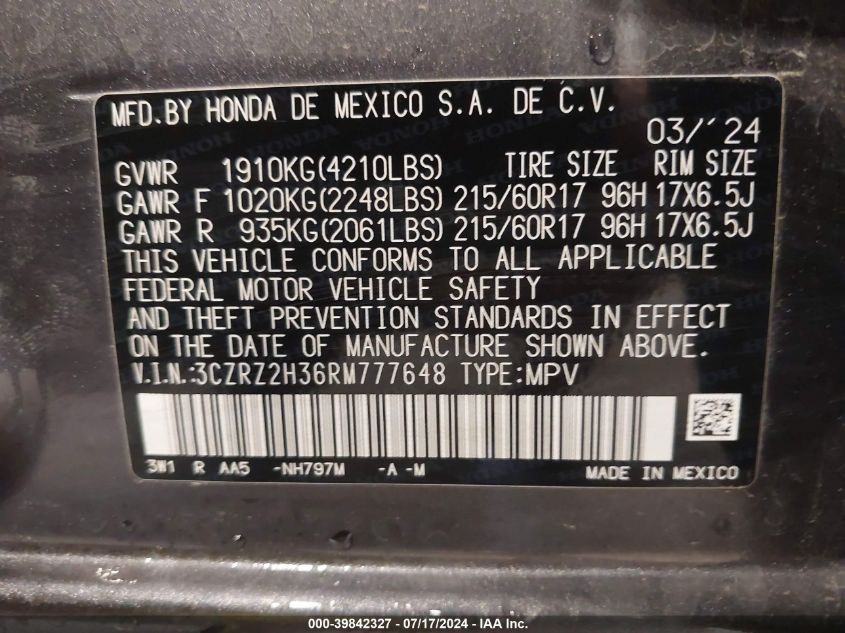 MFD.BY HONDA DE MEXICO S.A. DE C.V.
03/'24
GVWR 1910KG(4210LBS) TIRE SIZE RIM SIZE
GAWR F 1020KG(2248LBS) 215/60R17 96H 17X6.5J
GAWR R 935KG(2061LBS) 215/60R17 96H 17X6.5J
THIS VEHICLE CONFORMS TO ALL APPLICABLE
FEDERAL MOTOR VEHICLE SAFETY
AND THEFT PREVENTION STANDARDS IN EFFECT
ON THE DATE OF MANUFACTURE SHOWN ABOVE.
V.I.N.:3CZRZ2H36RM777648 TYPE:MPV
3W1 R AA5 -NH797M -A -M
MADE IN MEXICO
000-39842327 - 07/17/2024 - IAA Inc.